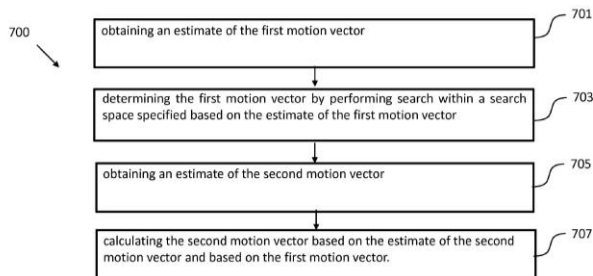 700
701
obtaining an estimate of the first motion vector
703
determining the first motion vector by performing search within a search
space specified based on the estimate of the first motion vector
705
obtaining an estimate of the second motion vector
707
calculating the second motion vector based on the estimate of the second
motion vector and based on the first motion vector.